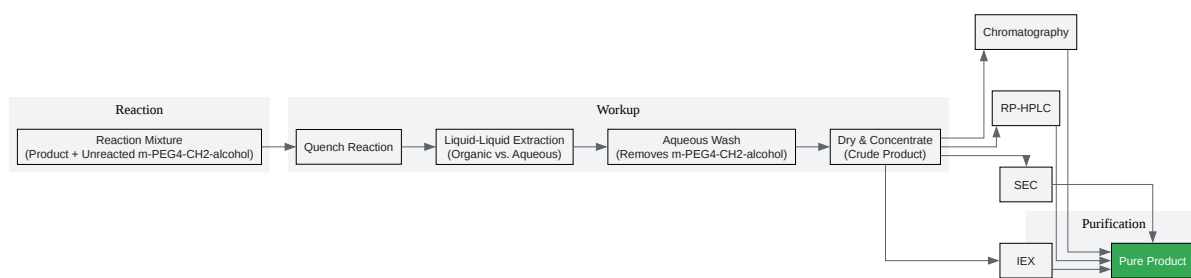 Reaction
Reaction Mixture
(Product + Unreacted m-PEG4-CH2-alcohol)
Workup
Quench Reaction
Liquid-Liquid Extraction
(Organic vs. Aqueous)
Aqueous Wash
(Removes m-PEG4-CH2-alcohol)
Dry & Concentrate
(Crude Product)
Chromatography
RP-HPLC
SEC
IEX
Purification
Pure Product